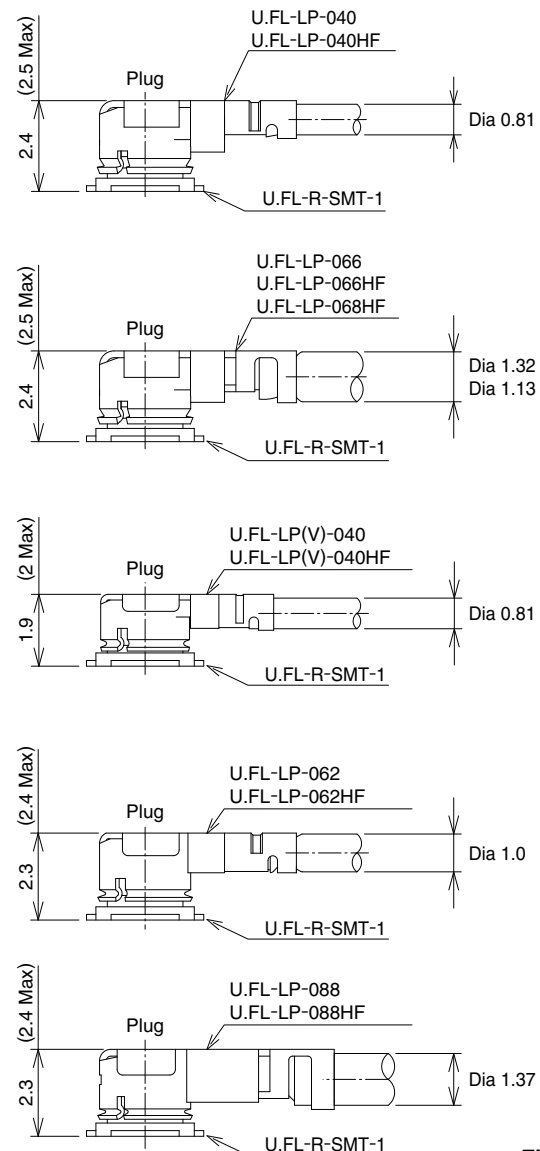 U.FL-LP-040
U.FL-LP-040HF
(2.5 Max)
Plug
2.4
Dia 0.81
U.FL-R-SMT-1
U.FL-LP-066
U.FL-LP-066HF
U.FL-LP-068HF
(2.5 Max)
Plug
2.4
Dia 1.32
Dia 1.13
U.FL-R-SMT-1
U.FL-LP(V)-040
U.FL-LP(V)-040HF
(2 Max)
Plug
1.9
Dia 0.81
U.FL-R-SMT-1
U.FL-LP-062
U.FL-LP-062HF
(2.4 Max)
Plug
2.3
Dia 1.0
U.FL-R-SMT-1
U.FL-LP-088
U.FL-LP-088HF
(2.4 Max)
Plug
2.3
Dia 1.37
U.FL-R-SMT-1